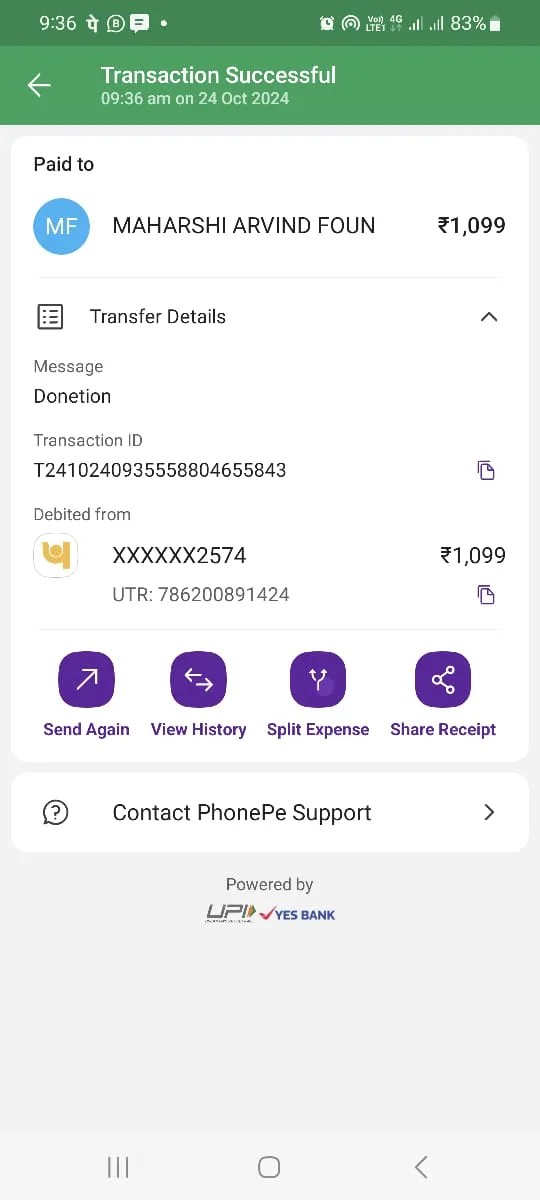 9:36 पे B Vo) 4G LTE1 83%
Transaction Successful
09:36 am on 24 Oct 2024
Paid to
MF MAHARSHI ARVIND FOUN ₹1,099
Transfer Details
Message
Donetion
Transaction ID
T2410240935558804655843
Debited from
XXXXXX2574 ₹1,099
UTR: 786200891424
Send Again View History Split Expense Share Receipt
Contact PhonePe Support
Powered by
UPI YES BANK